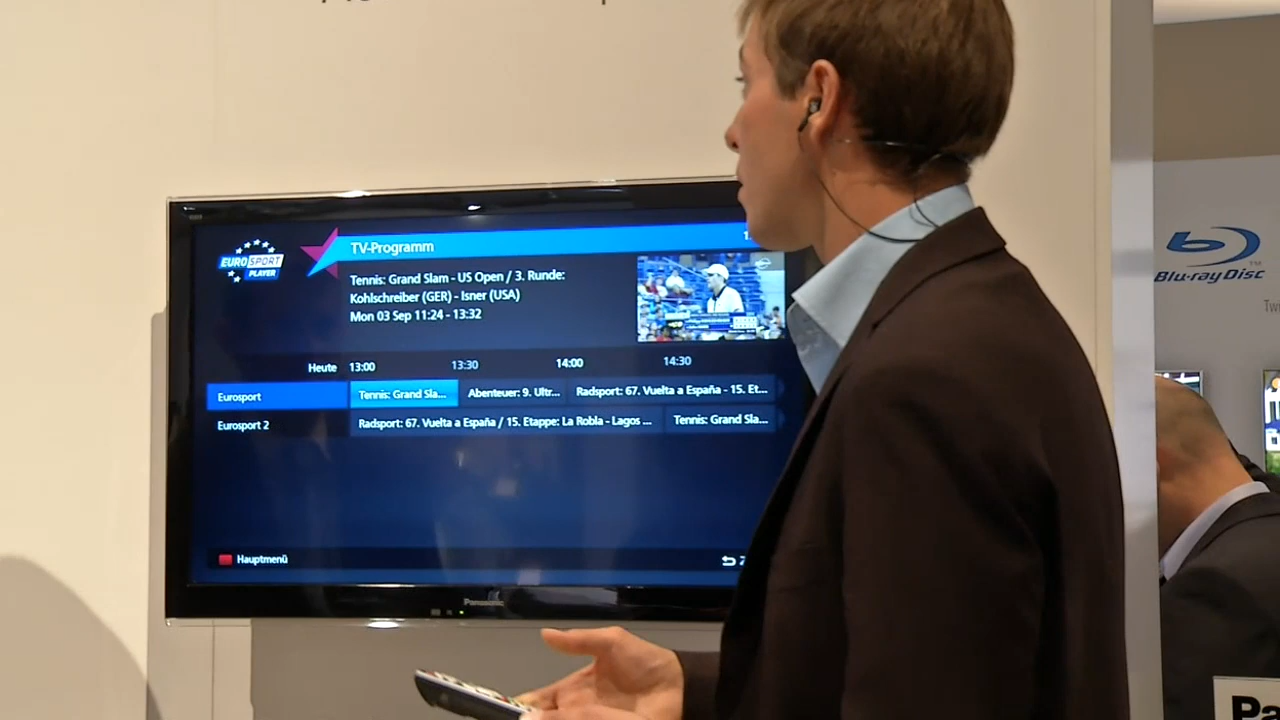 EUROSPORT
PLAYER
TV-Programm
Tennis: Grand Slam - US Open / 3. Runde:
Kohlschreiber (GER) - Isner (USA)
Mon 03 Sep 11:24 - 13:32
Heute 13:00 13:30 14:00 14:30
Eurosport Tennis: Grand Sla... Abenteuer: 9. Ultr... Radsport: 67. Vuelta a España - 15. Et...
Eurosport 2 Radsport: 67. Vuelta a España / 15. Etappe: La Robla - Lagos ... Tennis: Grand Sla...
Hauptmenü
Panasonic
Blu-ray Disc
TM
Pa